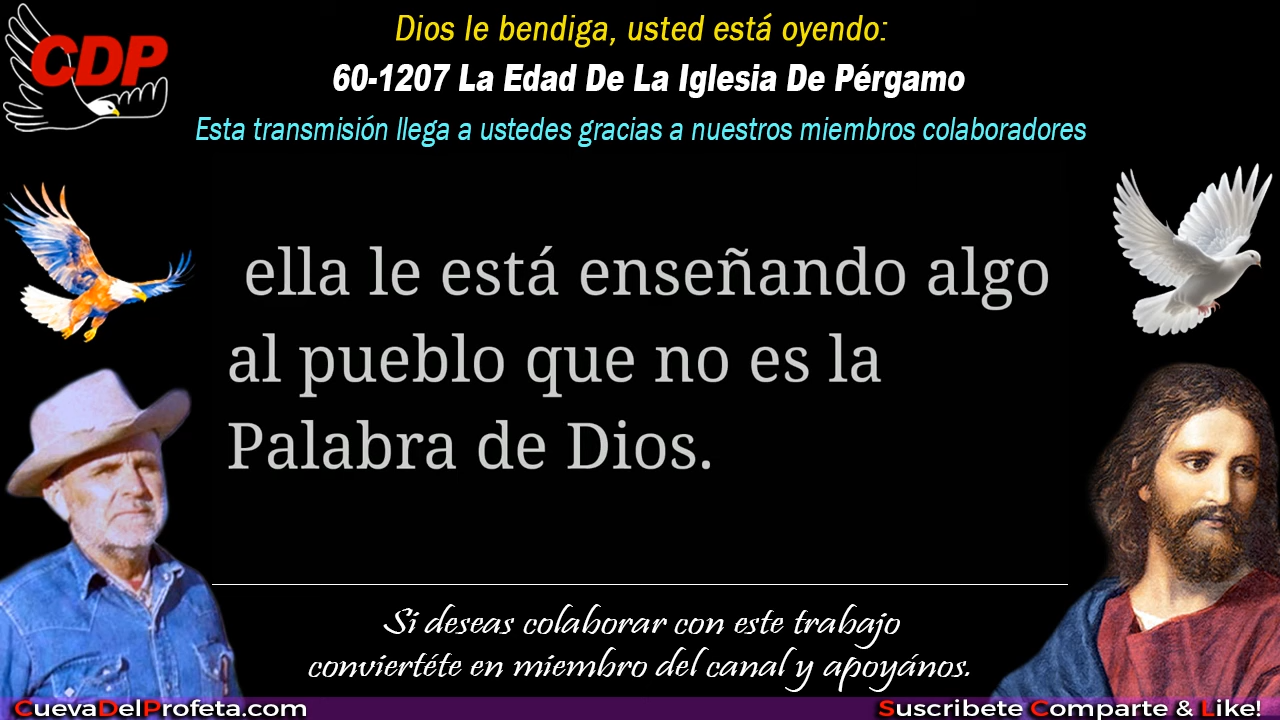 CDP
Dios le bendiga, usted está oyendo:
60-1207 La Edad De La Iglesia De Pérgamo
Esta transmisión llega a ustedes gracias a nuestros miembros colaboradores
ella le está enseñando algo
al pueblo que no es la
Palabra de Dios.
Si deseas colaborar con este trabajo
conviertéte en miembro del canal y apoyános.
CuevaDelProfeta.com
Suscribete Comparte & Like!